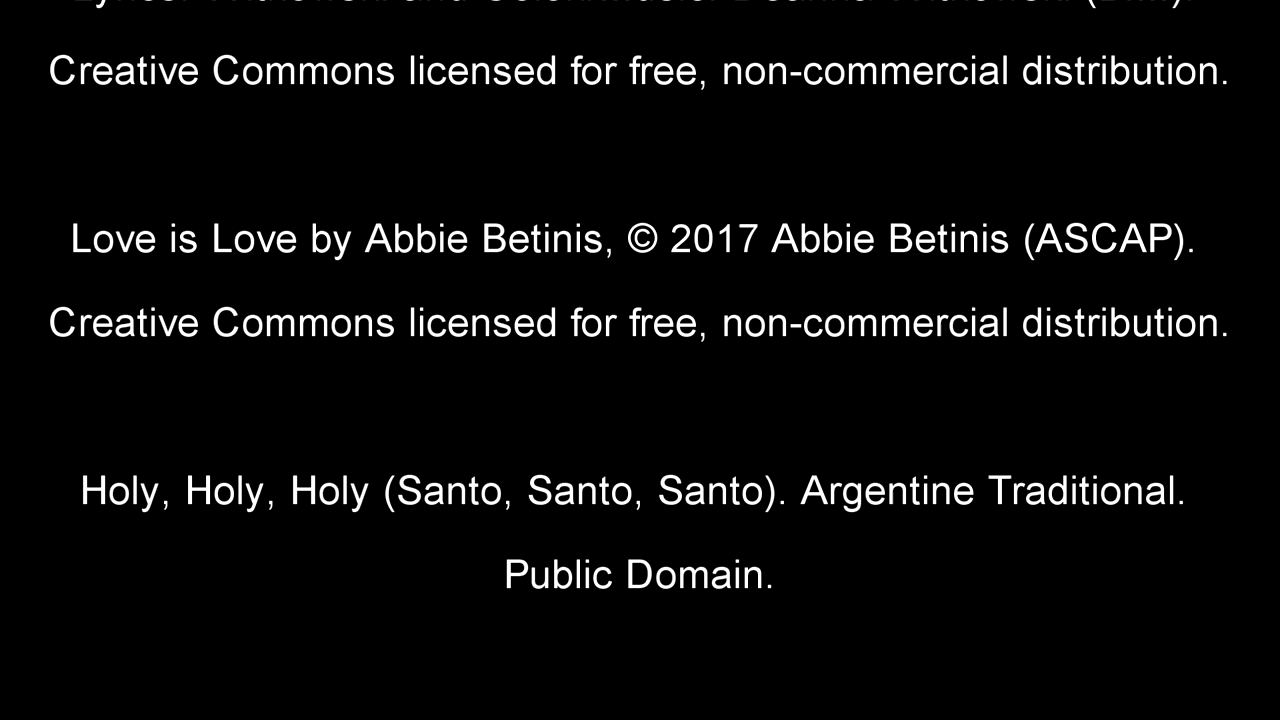 Creative Commons licensed for free, non-commercial distribution.
Love is Love by Abbie Betinis, © 2017 Abbie Betinis (ASCAP).
Creative Commons licensed for free, non-commercial distribution.
Holy, Holy, Holy (Santo, Santo, Santo). Argentine Traditional.
Public Domain.